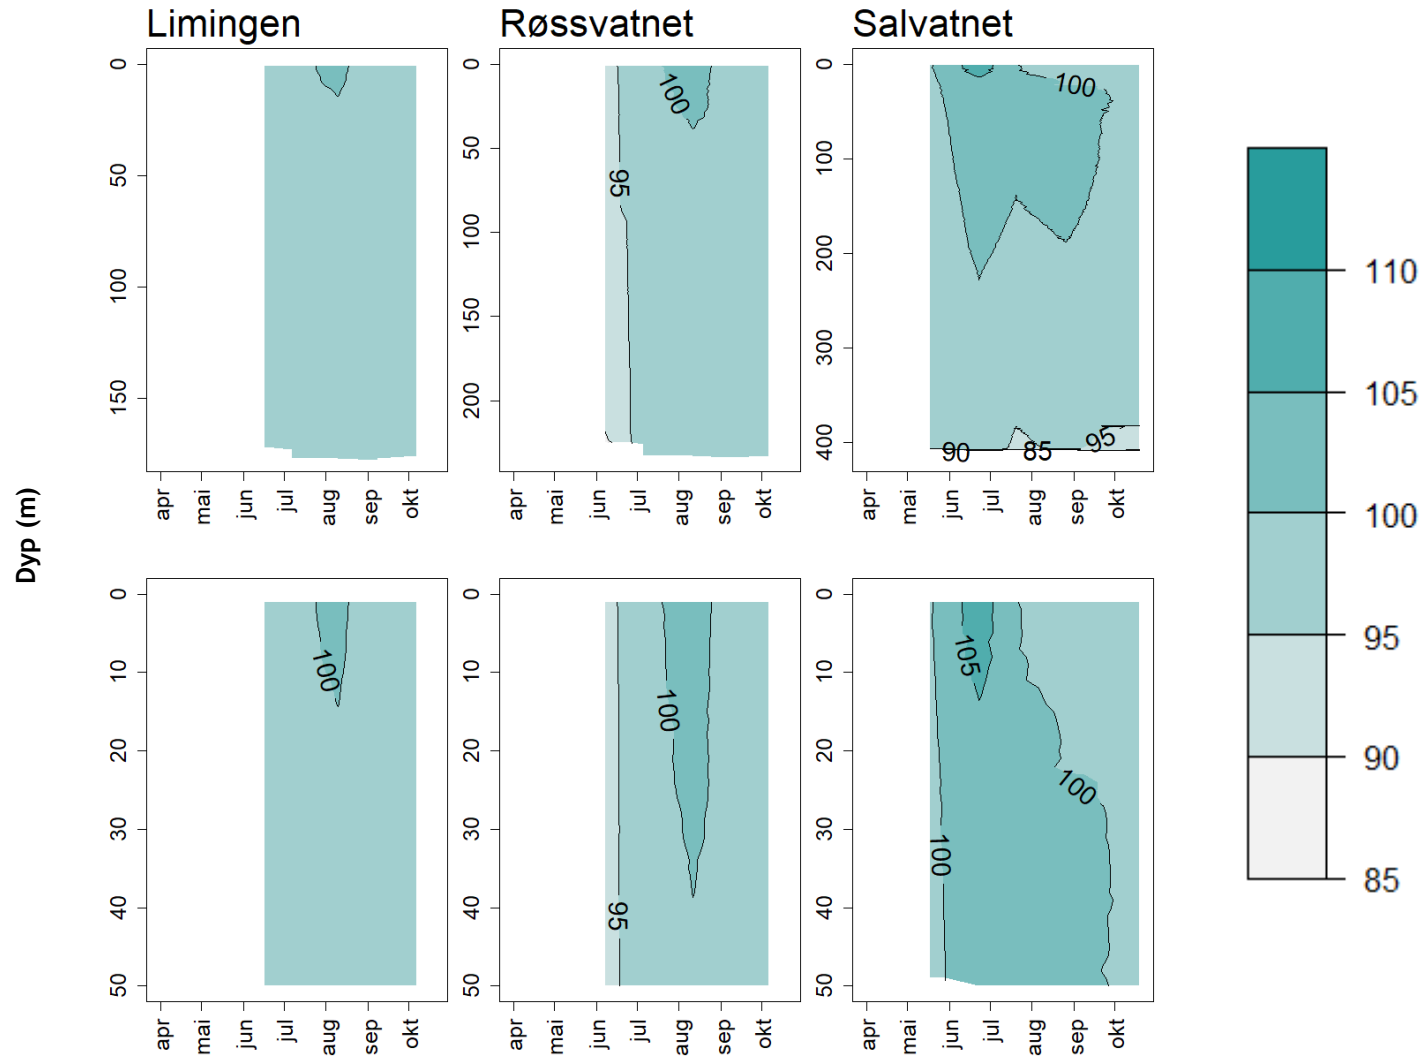 Limingen
Røssvatnet
Salvatnet
0
50
100
150
apr
mai
jun
jul
aug
sep
okt
0
50
100
150
200
100
95
apr
mai
jun
jul
aug
sep
okt
0
100
200
300
400
100
90
85
95
apr
mai
jun
jul
aug
sep
okt
110
105
100
95
90
85
Dyp (m)
0
10
20
30
40
50
100
apr
mai
jun
jul
aug
sep
okt
0
10
20
30
40
50
100
95
apr
mai
jun
jul
aug
sep
okt
0
10
20
30
40
50
105
100
100
apr
mai
jun
jul
aug
sep
okt